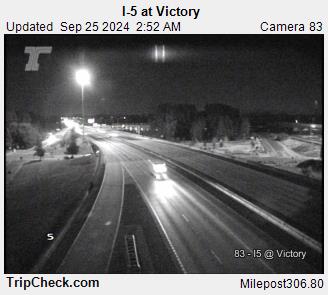 I-5 at Victory
Updated Sep 25 2024 2:52 AM Camera 83
T
S
83 - I5 @ Victory
TripCheck.com Milepost306.80